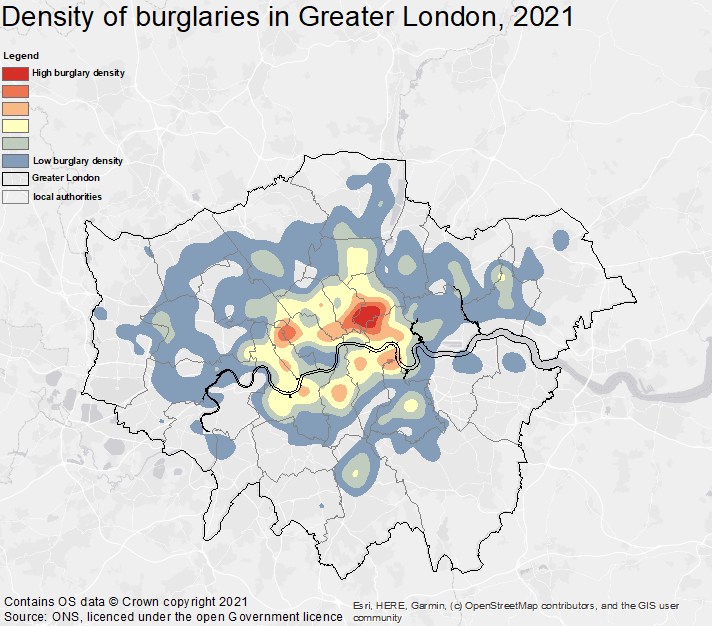 Density of burglaries in Greater London, 2021
Legend
High burglary density
Low burglary density
Greater London
local authorities
Contains OS data © Crown copyright 2021
Source: ONS, licenced under the open Government licence
Esri, HERE, Garmin, (c) OpenStreetMap contributors, and the GIS user
community